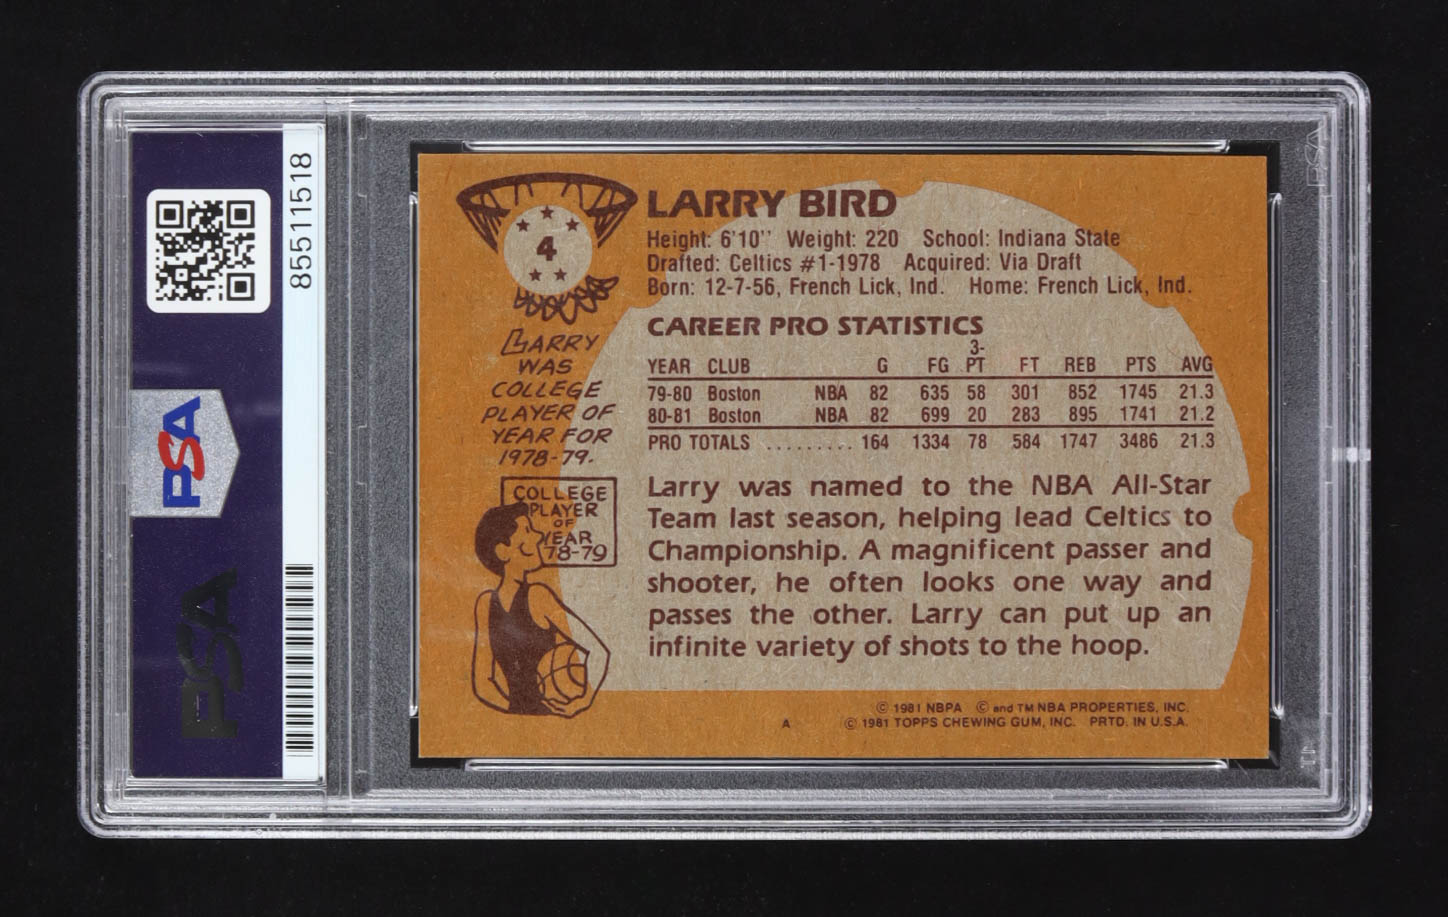 85511518
PSA
PSA
4
LARRY BIRD
Height: 6'10'' Weight: 220 School: Indiana State
Drafted: Celtics #1-1978 Acquired: Via Draft
Born: 12-7-56, French Lick, Ind. Home: French Lick, Ind.
CAREER PRO STATISTICS
YEAR CLUB G FG 3-PT FT REB PTS AVG
79-80 Boston NBA 82 635 58 301 852 1745 21.3
80-81 Boston NBA 82 699 20 283 895 1741 21.2
PRO TOTALS ......... 164 1334 78 584 1747 3486 21.3
Larry was named to the NBA All-Star
Team last season, helping lead Celtics to
Championship. A magnificent passer and
shooter, he often looks one way and
passes the other. Larry can put up an
infinite variety of shots to the hoop.
LARRY
WAS
COLLEGE
PLAYER OF
YEAR FOR
1978-79.
COLLEGE
PLAYER
OF
YEAR
78-79
© 1981 NBPA © and TM NBA PROPERTIES, INC.
A © 1981 TOPPS CHEWING GUM, INC. PRTD. IN U.S.A.
PSA